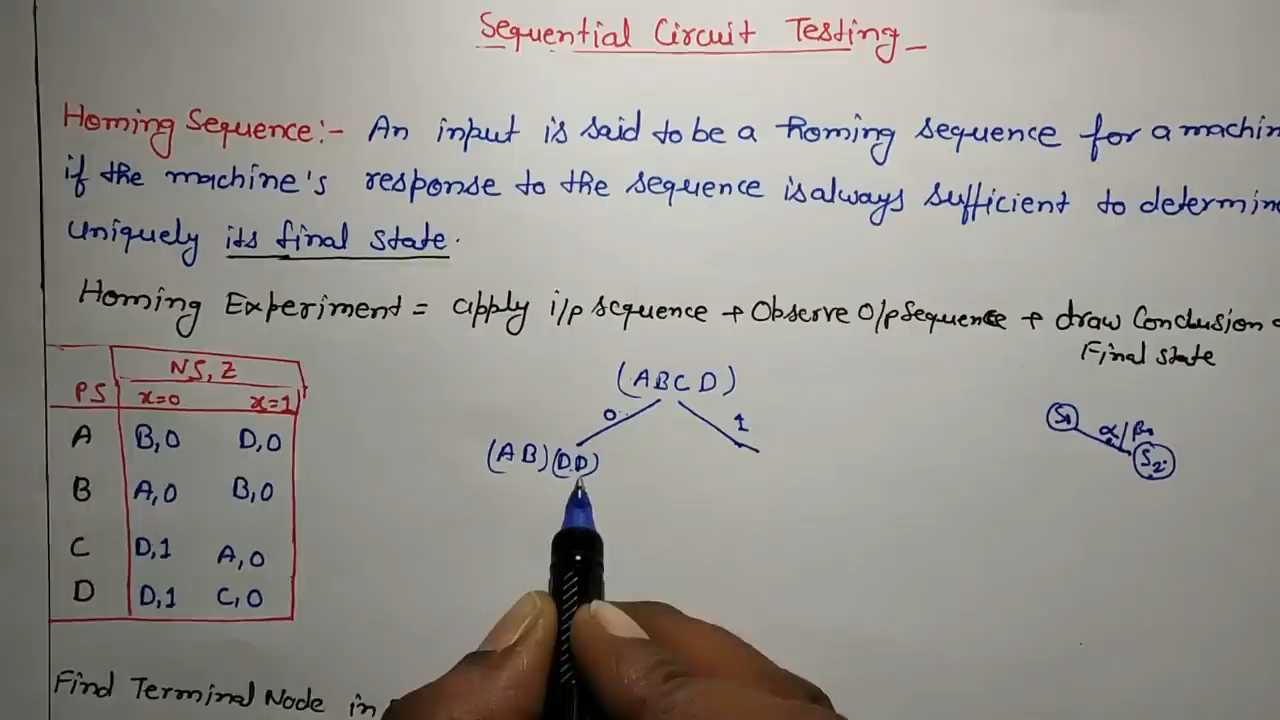 Sequential Circuit Testing
Homing Sequence:- An input is said to be a Homing sequence for a machin
if the machine's response to the sequence is always sufficient to determin
uniquely its final state.
Homing Experiment = apply i/p sequence + Observe O/p Sequence + draw Conclusion
Final state
PS NS, Z
x=0 x=1
A B,0 D,0
B A,0 B,0
C D,1 A,0
D D,1 C,0
(ABCD)
0 1
(AB)(DD)
S1 α/β
S2
Find Terminal Node in